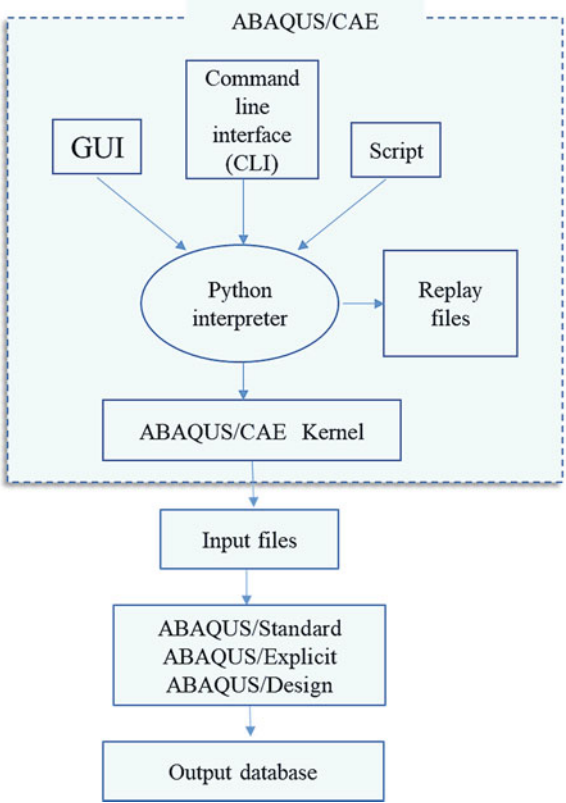 ABAQUS/CAE
Command
line
interface
(CLI)
GUI
Script
Python
interpreter
Replay
files
ABAQUS/CAE Kernel
Input files
ABAQUS/Standard
ABAQUS/Explicit
ABAQUS/Design
Output database